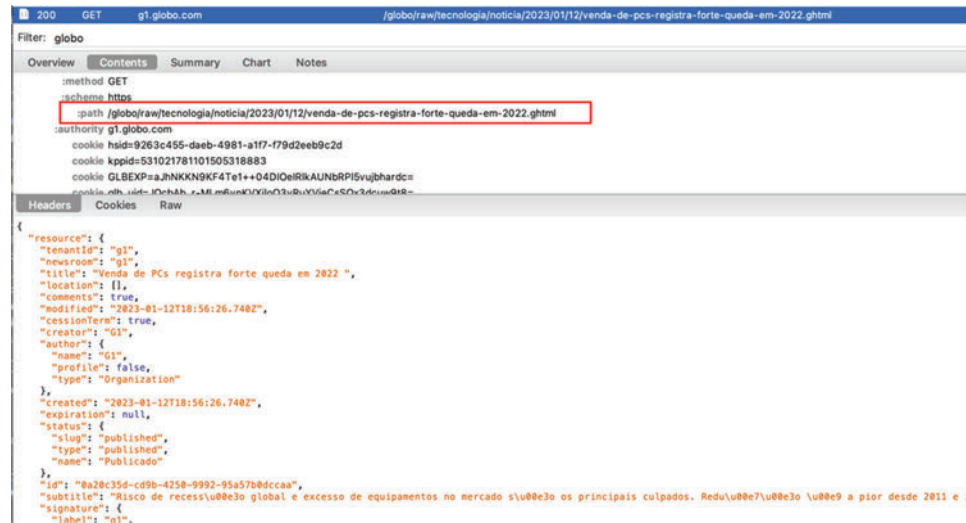 200 GET g1.globo.com /globo/raw/tecnologia/noticia/2023/01/12/venda-de-pcs-registra-forte-queda-em-2022.ghtml
Filter: globo
Overview Contents Summary Chart Notes
:method GET
:scheme https
:path /globo/raw/tecnologia/noticia/2023/01/12/venda-de-pcs-registra-forte-queda-em-2022.ghtml
:authority g1.globo.com
cookie hsid=9263c455-daeb-4981-a1f7-f79d2eeb9c2d
cookie kppid=531021781101505318883
cookie GLBEXP=aJhNKKN9KF4Te1++04DIOelRlkAUNbRPI5vujbhardc=
cookie
Headers Cookies Raw
{
"resource": {
"tenantId": "g1",
"newsroom": "g1",
"title": "Venda de PCs registra forte queda em 2022 ",
"location": [],
"comments": true,
"modified": "2023-01-12T18:56:26.740Z",
"cessionTerm": true,
"creator": "G1",
"author": {
"name": "G1",
"profile": false,
"type": "Organization"
},
"created": "2023-01-12T18:56:26.740Z",
"expiration": null,
"status": {
"slug": "published",
"type": "published",
"name": "Publicado"
},
"id": "0a20c35d-cd9b-4250-9992-95a57b0dccaa",
"subtitle": "Risco de recess\u00e3o global e excesso de equipamentos no mercado s\u00e3o os principais culpados. Redu\u00e7\u00e3o \u00e9 a pior desde 2011 e
"signature": {
"label": "g1",